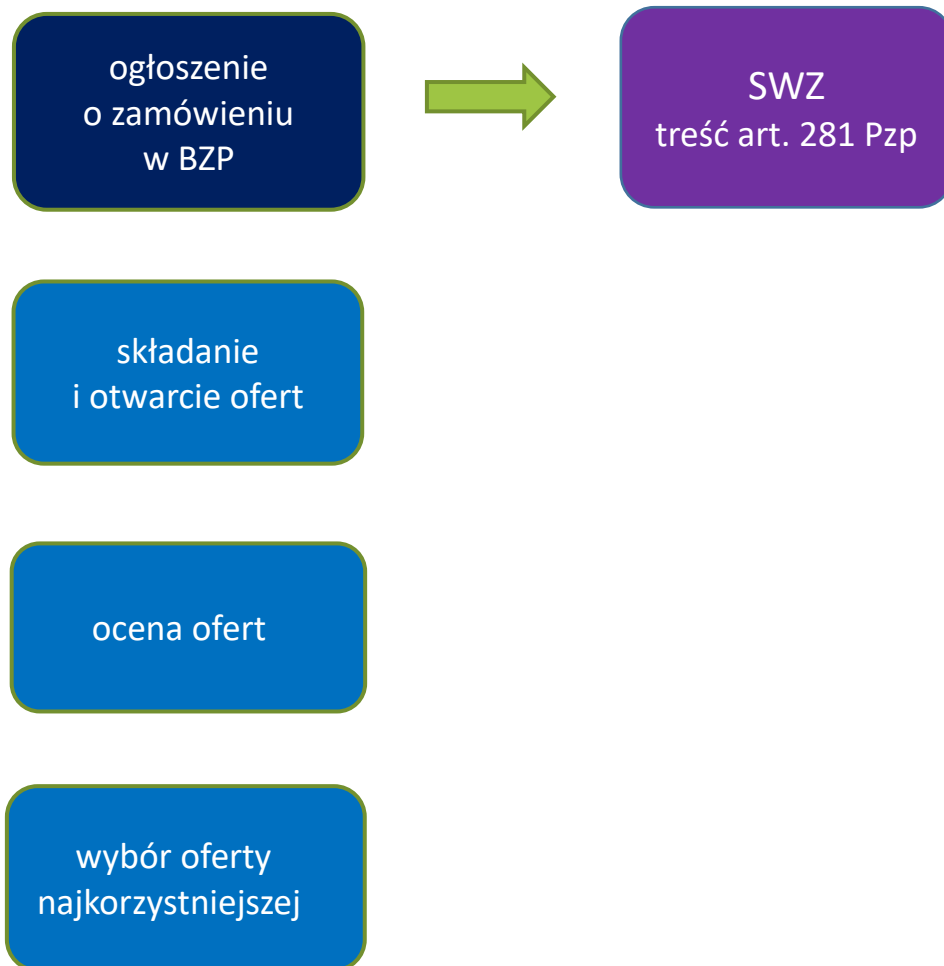 ogłoszenie
o zamówieniu
w BZP
SWZ
treść art. 281 Pzp
składanie
i otwarcie ofert
ocena ofert
wybór oferty
najkorzystniejszej